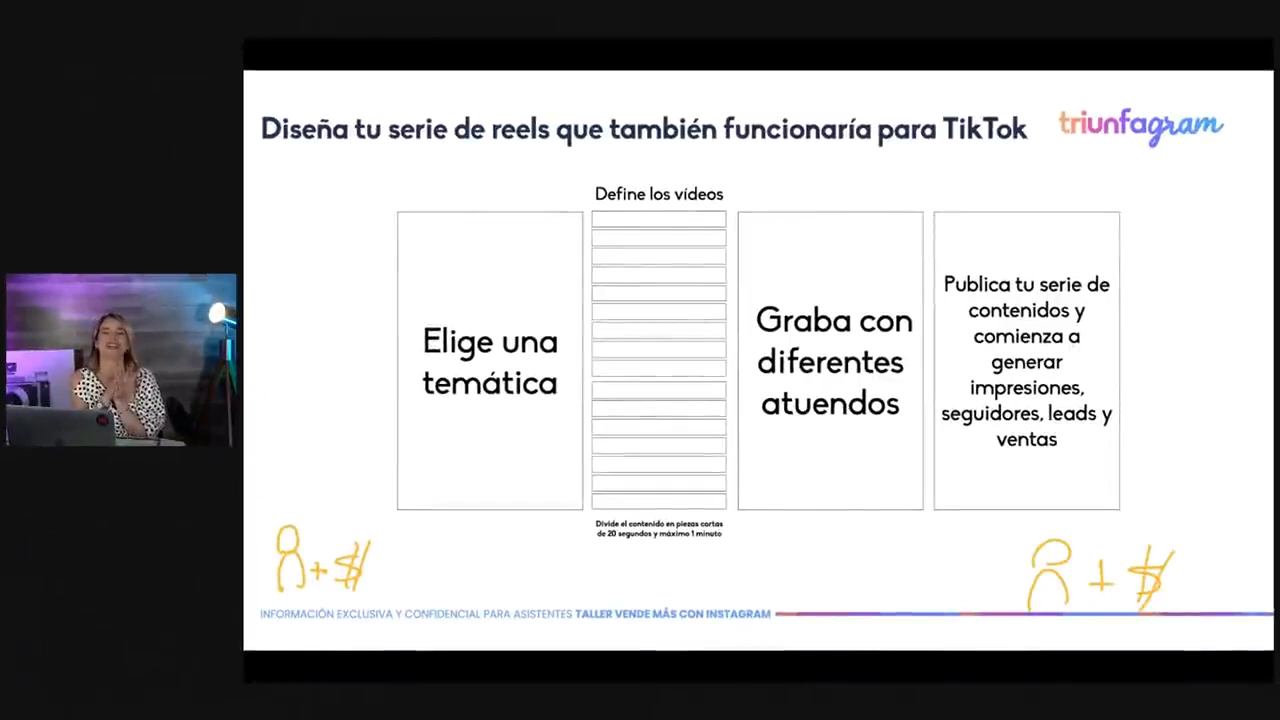 Diseña tu serie de reels que también funcionaría para TikTok
triunfagram
Define los vídeos
Elige una
temática
Graba con
diferentes
atuendos
Publica tu serie de
contenidos y
comienza a
generar
impresiones,
seguidores, leads y
ventas
Divide el contenido en piezas cortas
de 20 segundos y máximo 1 minuto
+ $
+ $
INFORMACIÓN EXCLUSIVA Y CONFIDENCIAL PARA ASISTENTES TALLER VENDE MÁS CON INSTAGRAM